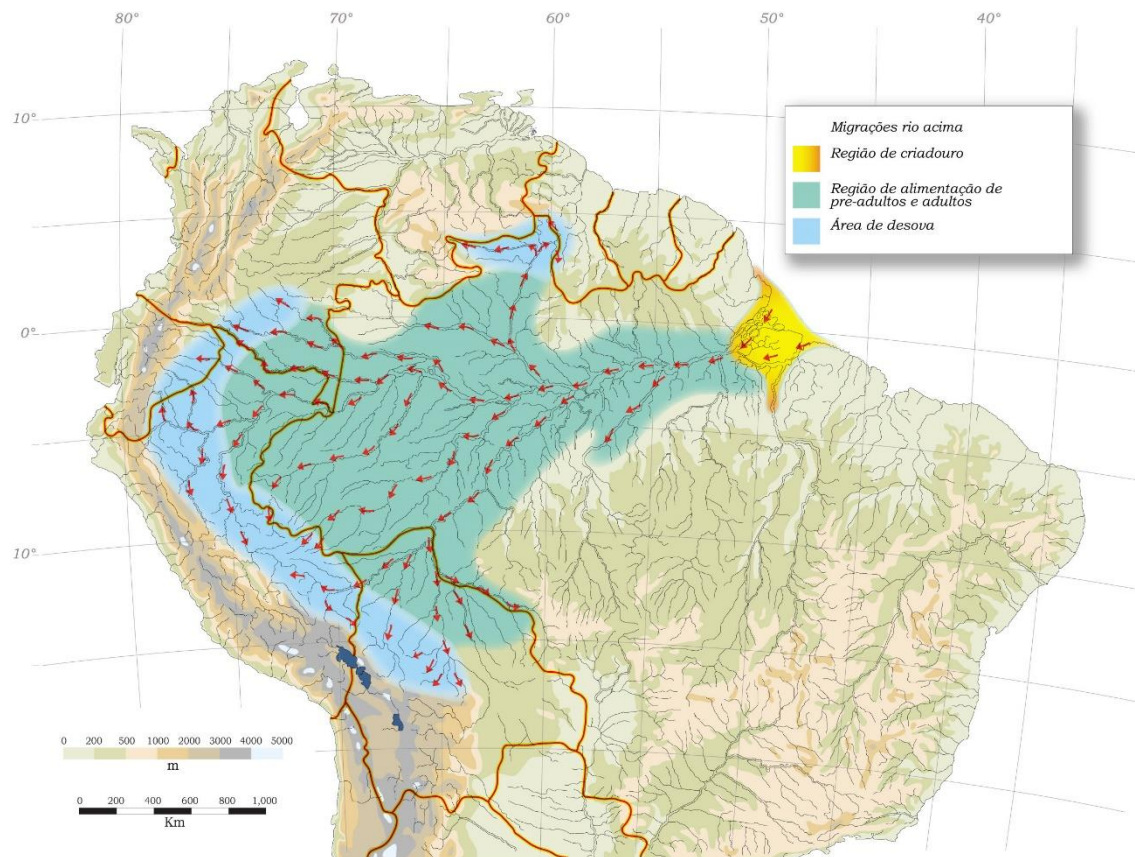 80°
70°
60°
50°
40°
10°
0°
10°
Migrações rio acima
Região de criadouro
Região de alimentação de
pre-adultos e adultos
Área de desova
0 200 500 1000 2000 3000 4000 5000
m
0 200 400 600 800 1,000
Km